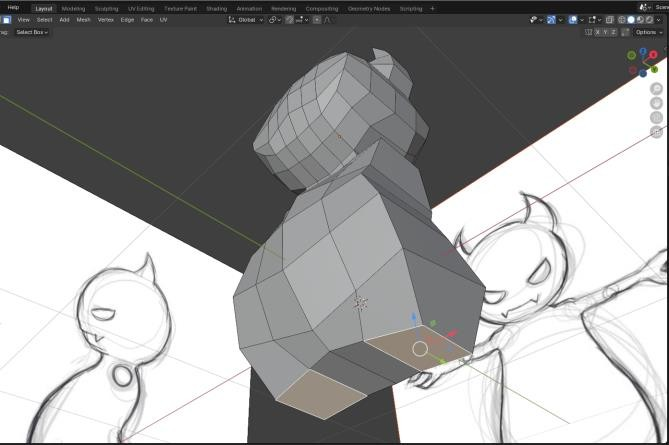 Help Layout Modeling Sculpting UV Editing Texture Paint Shading Animation Rendering Compositing Geometry Nodes Scripting + Scen
View Select Add Mesh Vertex Edge Face UV Global
Select Box Options
X Y Z